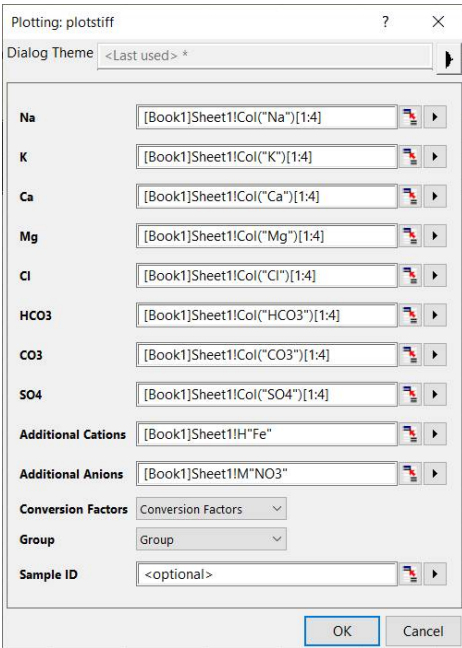 Plotting: plotstiff
Dialog Theme <Last used> *
Na [Book1]Sheet1!Col("Na")[1:4]
K [Book1]Sheet1!Col("K")[1:4]
Ca [Book1]Sheet1!Col("Ca")[1:4]
Mg [Book1]Sheet1!Col("Mg")[1:4]
Cl [Book1]Sheet1!Col("Cl")[1:4]
HCO3 [Book1]Sheet1!Col("HCO3")[1:4]
CO3 [Book1]Sheet1!Col("CO3")[1:4]
SO4 [Book1]Sheet1!Col("SO4")[1:4]
Additional Cations [Book1]Sheet1!H"Fe"
Additional Anions [Book1]Sheet1!M"NO3"
Conversion Factors Conversion Factors
Group Group
Sample ID <optional>
OK Cancel